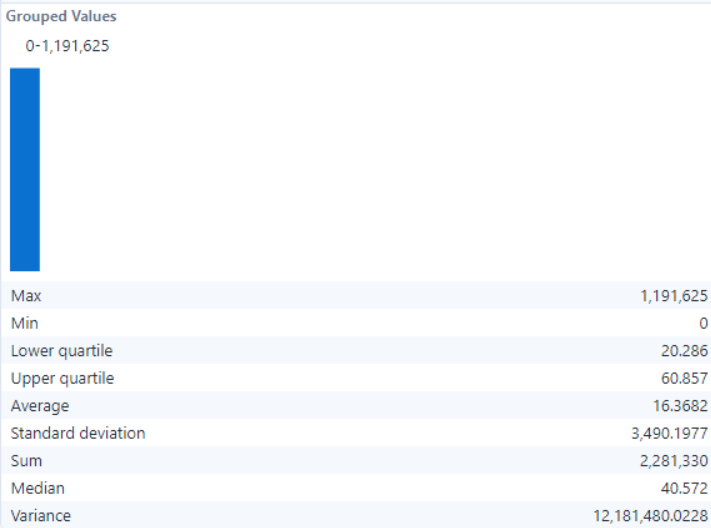 Grouped Values
0-1,191,625
Max 1,191,625
Min 0
Lower quartile 20.286
Upper quartile 60.857
Average 16.3682
Standard deviation 3,490.1977
Sum 2,281,330
Median 40.572
Variance 12,181,480.0228